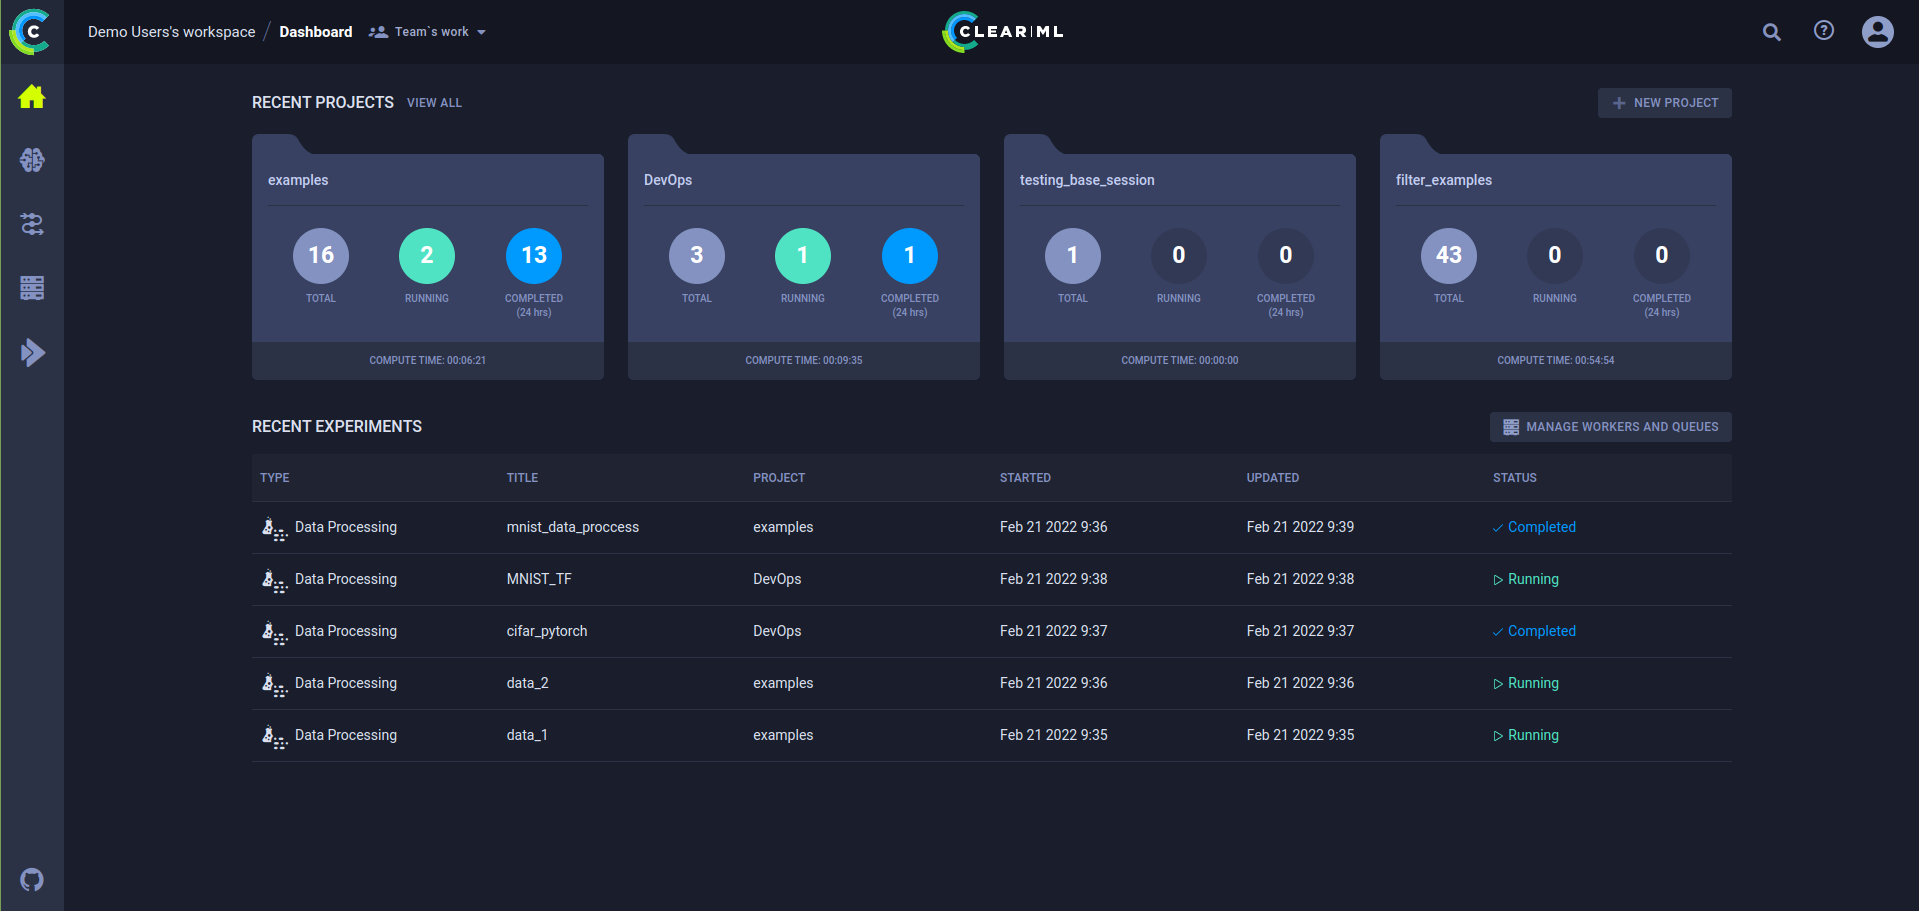 Demo Users's workspace / Dashboard Team`s work
C CLEAR|ML ?
RECENT PROJECTS VIEW ALL
NEW PROJECT
examples
16 2 13
TOTAL RUNNING COMPLETED
(24 hrs)
COMPUTE TIME: 00:06:21
DevOps
3 1 1
TOTAL RUNNING COMPLETED
(24 hrs)
COMPUTE TIME: 00:09:35
testing_base_session
1 0 0
TOTAL RUNNING COMPLETED
(24 hrs)
COMPUTE TIME: 00:00:00
filter_examples
43 0 0
TOTAL RUNNING COMPLETED
(24 hrs)
COMPUTE TIME: 00:54:54
RECENT EXPERIMENTS
MANAGE WORKERS AND QUEUES
TYPE TITLE PROJECT STARTED UPDATED STATUS
Data Processing mnist_data_proccess examples Feb 21 2022 9:36 Feb 21 2022 9:39 Completed
Data Processing MNIST_TF DevOps Feb 21 2022 9:38 Feb 21 2022 9:38 Running
Data Processing cifar_pytorch DevOps Feb 21 2022 9:37 Feb 21 2022 9:37 Completed
Data Processing data_2 examples Feb 21 2022 9:36 Feb 21 2022 9:36 Running
Data Processing data_1 examples Feb 21 2022 9:35 Feb 21 2022 9:35 Running